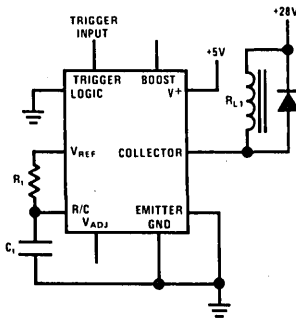 TRIGGER
INPUT
+28V
+5V
TRIGGER
LOGIC
BOOST
V+
RL1
VREF
COLLECTOR
R1
R/C
EMITTER
GND
VADJ
C1